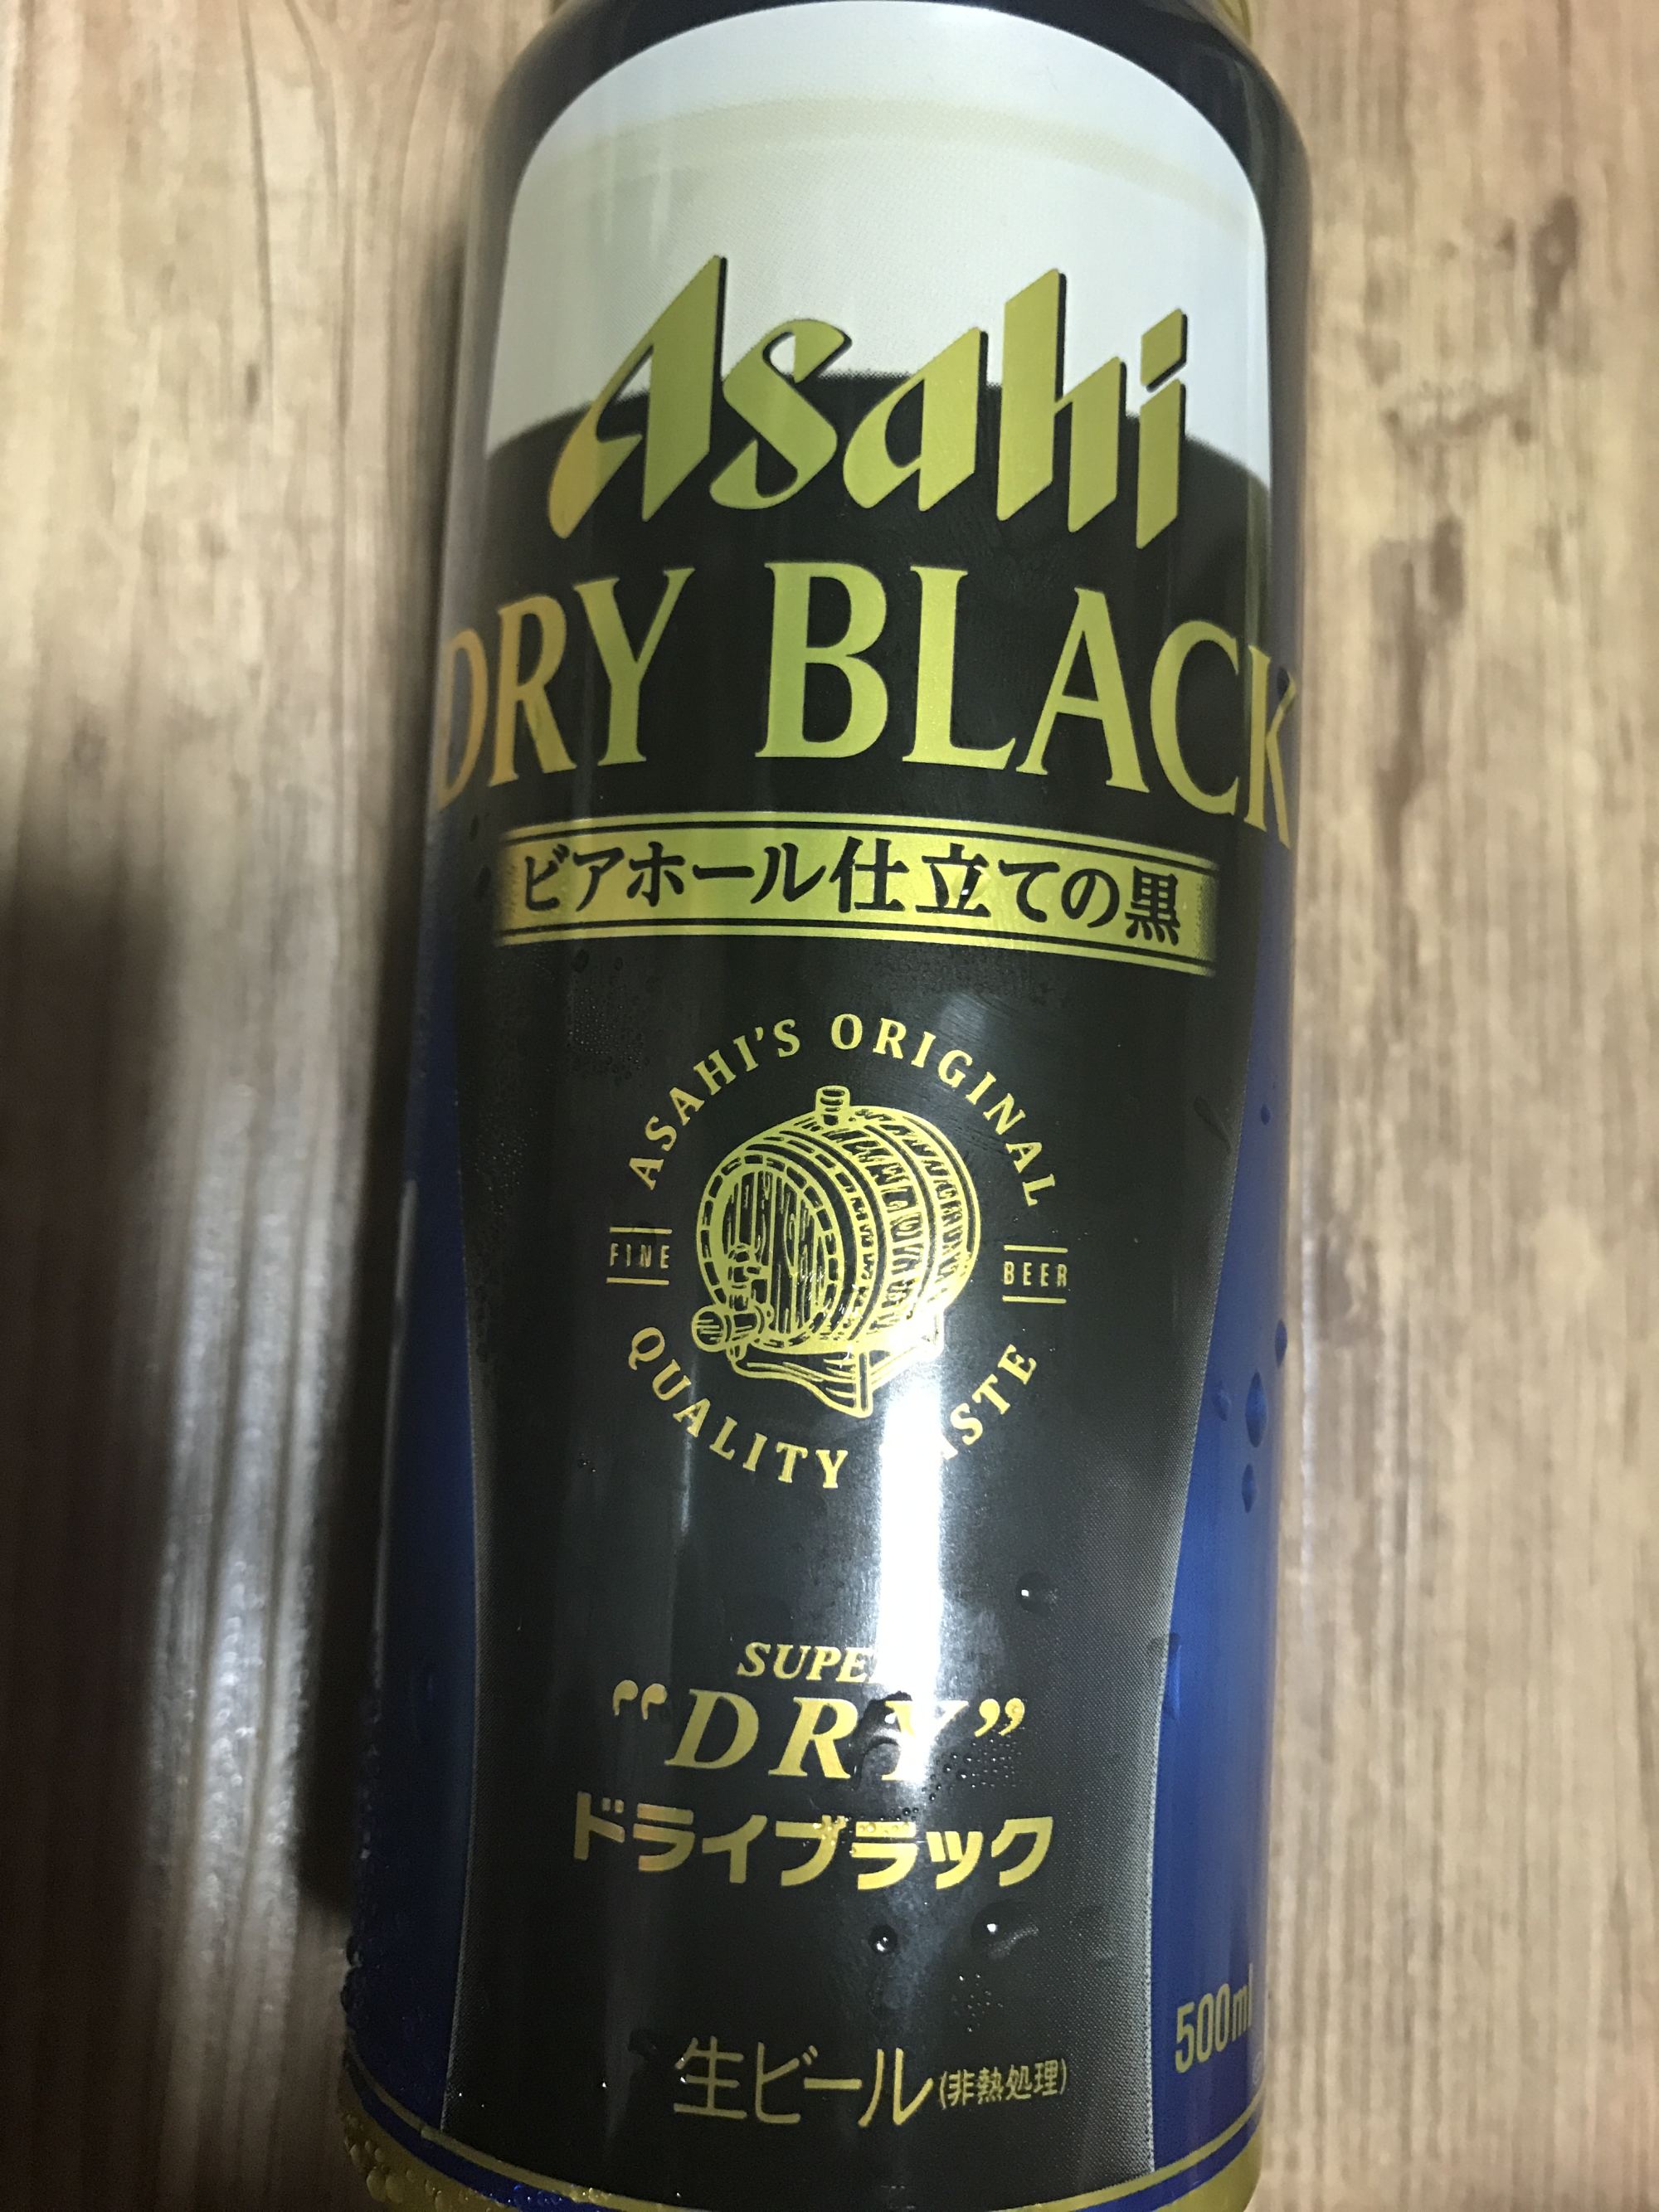 Asahi
DRY BLACK
ビアホール仕立ての黒
ASAHI'S ORIGINAL
FINE
BEER
QUALITY
SUPER
"DRY"
ドライブラック
500ml
生ビール(非熱処理)